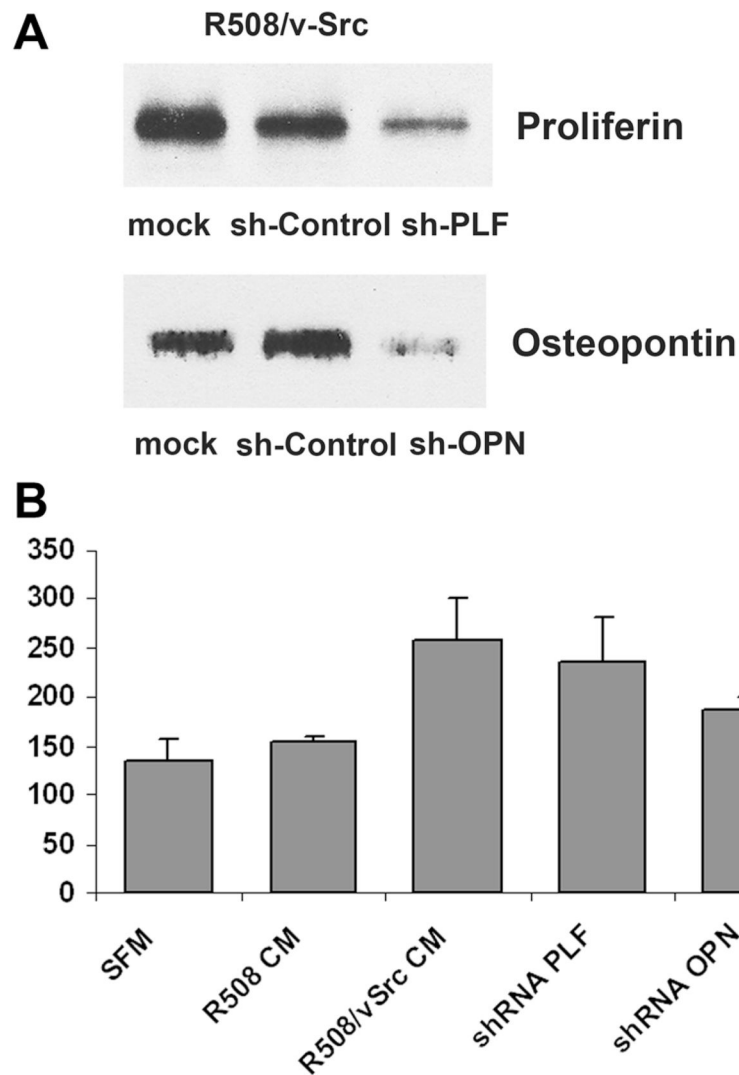 A
R508/v-Src
Proliferin
mock sh-Control sh-PLF
Osteopontin
mock sh-Control sh-OPN
B
350
300
250
200
150
100
50
0
SFM
R508 CM
R508/v Src CM
shRNA PLF
shRNA OPN